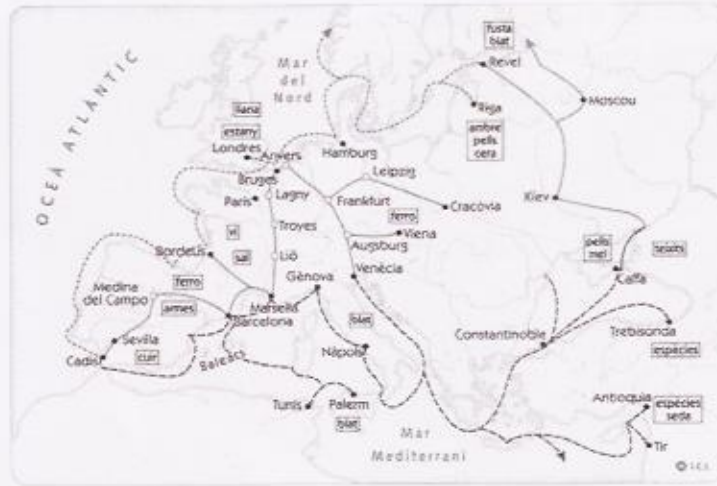 OCEÀ ATLÀNTIC
Mar
del
Nord
fusta
blat
Revel
Moscou
Riga
ambre
pells
cera
llana
estany
Londres
Anvers
Hamburg
Bruges
Leipzig
París
Lagny
Frankfurt
Cracòvia
Kíev
Troyes
ferro
Viena
vi
Augsburg
sal
Bordeus
Lió
Venècia
pells
mel
teixits
Caffa
Gènova
Medina
del Campo
ferro
armes
Marsella
Barcelona
blat
Constantinoble
Trebisonda
espècies
Sevilla
Cadis
cuir
Balears
Nàpols
Tunis
Palerm
blat
Antioquia
espècies
seda
Tir
Mar
Mediterrani